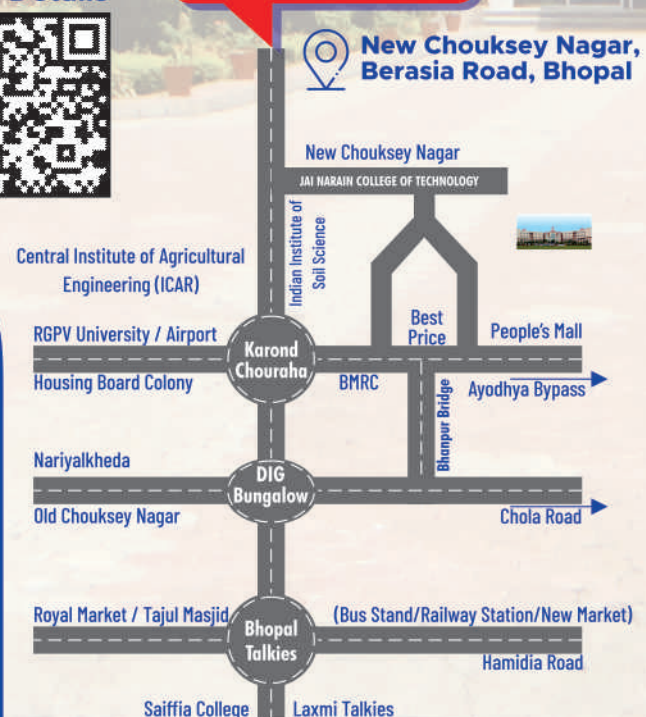 New Chouksey Nagar,
Berasia Road, Bhopal
New Chouksey Nagar
JAI NARAIN COLLEGE OF TECHNOLOGY
Indian Institute of
Soil Science
Central Institute of Agricultural
Engineering (ICAR)
Best
Price
People's Mall
RGPV University / Airport
Karond
Chouraha
Housing Board Colony
BMRC
Ayodhya Bypass
Bhanpur Bridge
Nariyalkheda
DIG
Bungalow
Old Chouksey Nagar
Chola Road
Royal Market / Tajul Masjid
(Bus Stand/Railway Station/New Market)
Bhopal
Talkies
Hamidia Road
Saiffia College
Laxmi Talkies